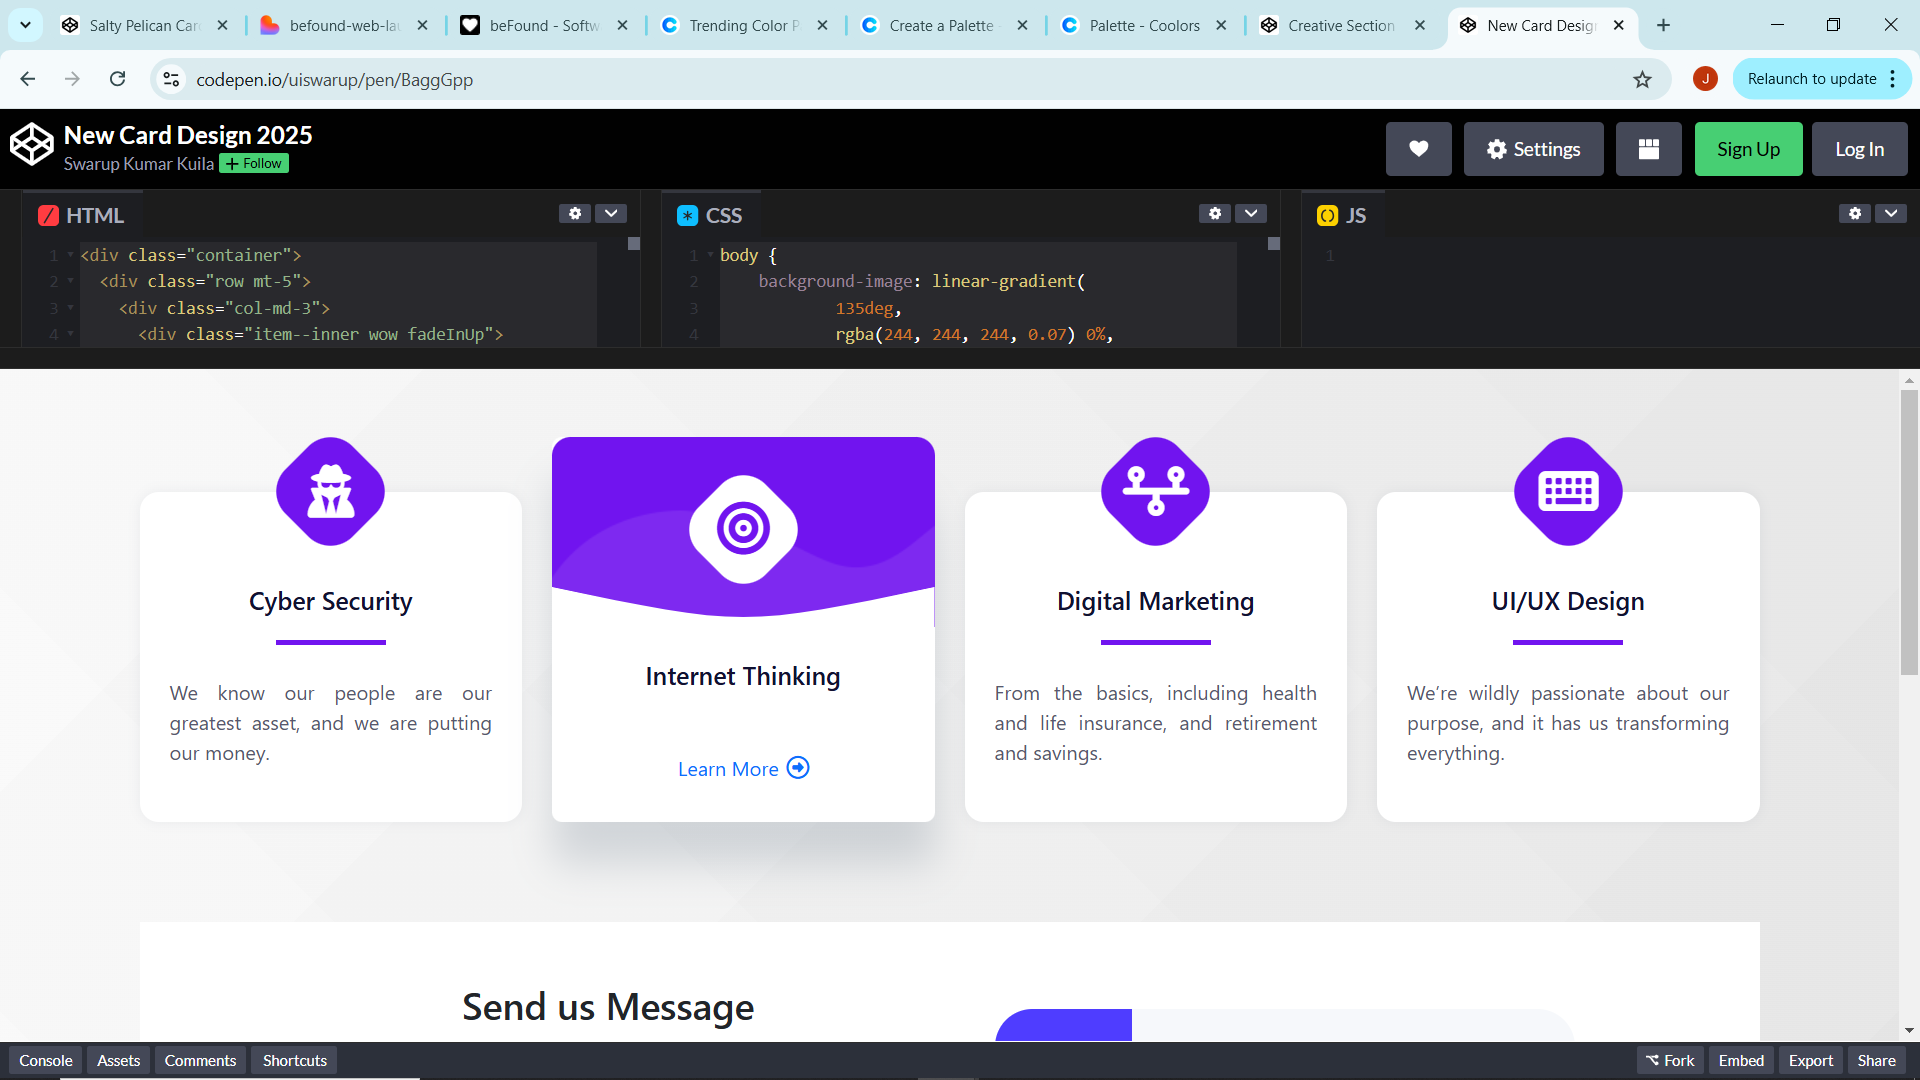 Salty Pelican Car
befound-web-la
beFound - Softw
Trending Color P
Create a Palette
Palette - Coolors
Creative Section
New Card Desig
codepen.io/uiswarup/pen/BaggGpp
J
Relaunch to update
New Card Design 2025
Swarup Kumar Kuila
+ Follow
Settings
Sign Up
Log In
HTML
CSS
JS
1 <div class="container">
2 <div class="row mt-5">
3 <div class="col-md-3">
4 <div class="item--inner wow fadeInUp">
1 body {
2 background-image: linear-gradient(
3 135deg,
4 rgba(244, 244, 244, 0.07) 0%,
1
Cyber Security
We know our people are our
greatest asset, and we are putting
our money.
Internet Thinking
Learn More
Digital Marketing
From the basics, including health
and life insurance, and retirement
and savings.
UI/UX Design
We’re wildly passionate about our
purpose, and it has us transforming
everything.
Send us Message
Console
Assets
Comments
Shortcuts
Fork
Embed
Export
Share